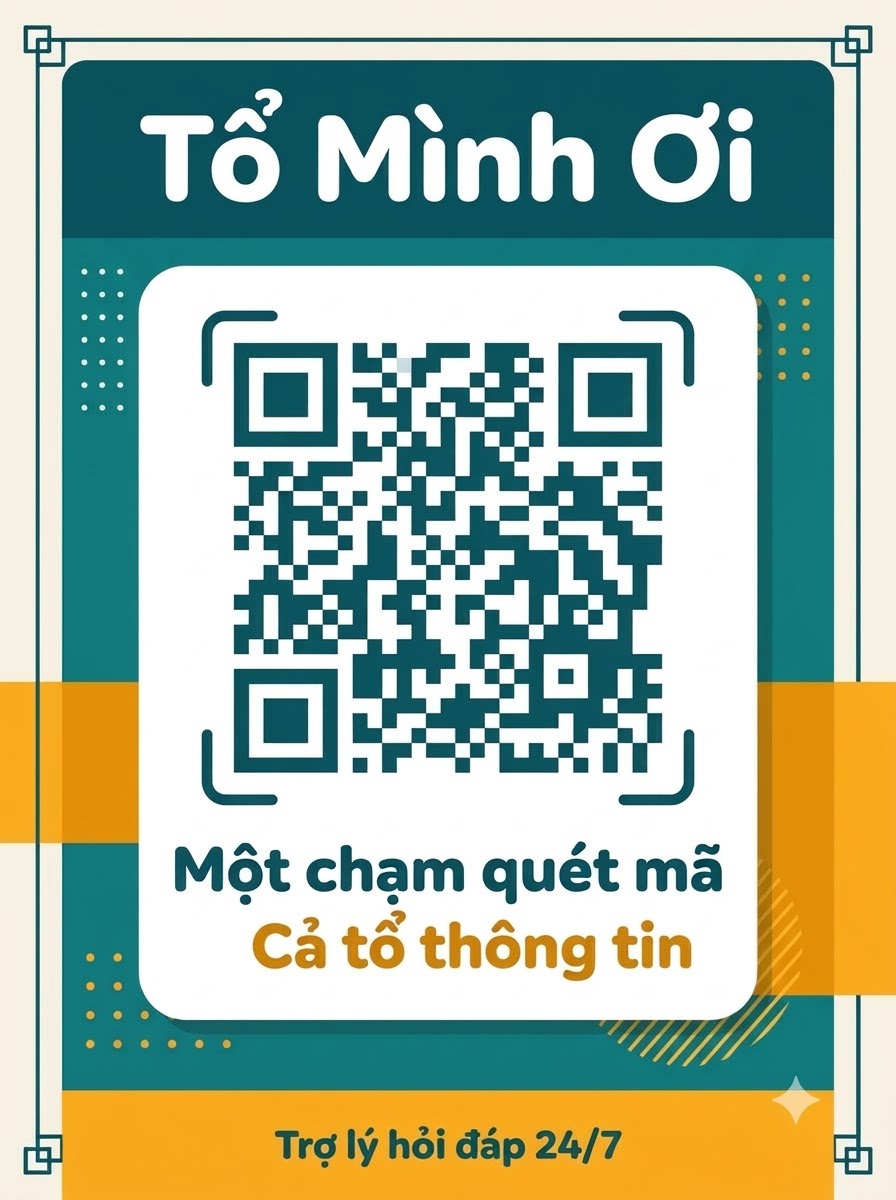 Tổ Mình Ơi
Một chạm quét mã
Cả tổ thông tin
Trợ lý hỏi đáp 24/7